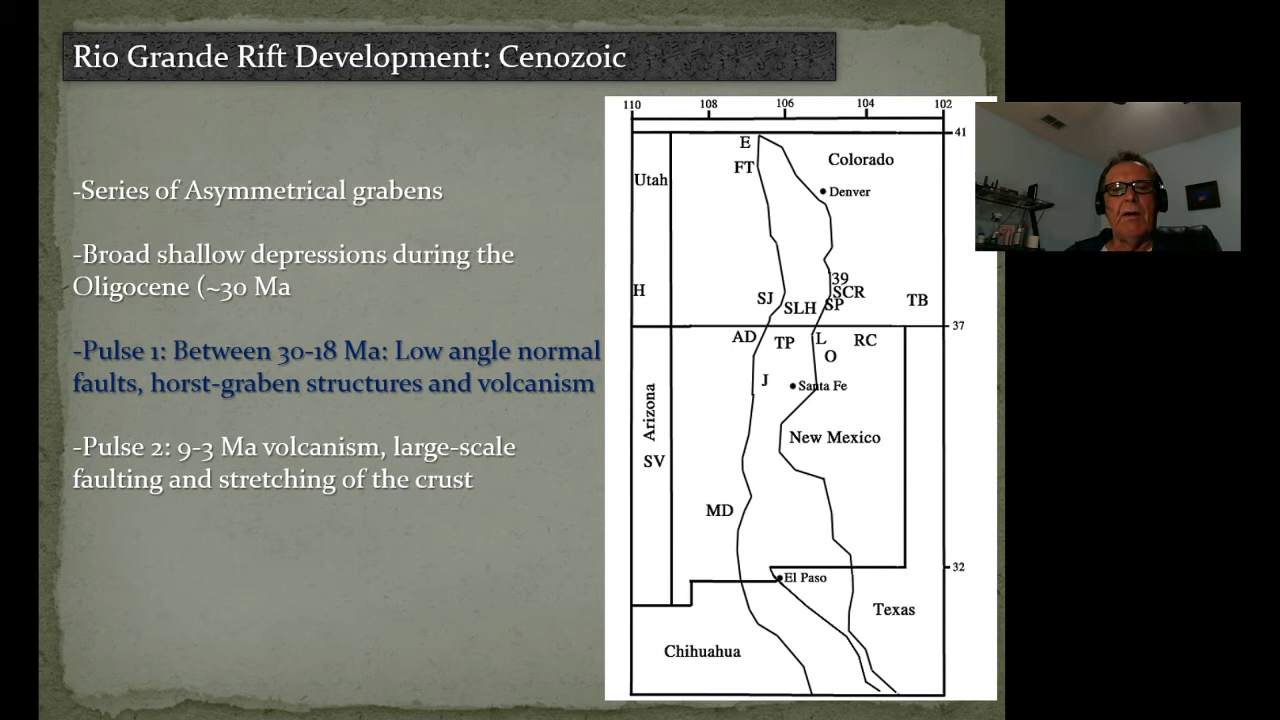 Rio Grande Rift Development: Cenozoic
-Series of Asymmetrical grabens
-Broad shallow depressions during the
Oligocene (~30 Ma
-Pulse 1: Between 30-18 Ma: Low angle normal
faults, horst-graben structures and volcanism
-Pulse 2: 9-3 Ma volcanism, large-scale
faulting and stretching of the crust
110 108 106 104 102
41
E
Colorado
FT
Utah
Denver
39
H
SJ
SCR
SLH
SP
TB
37
AD
TP
L
RC
O
J
Santa Fe
Arizona
New Mexico
SV
MD
32
El Paso
Texas
Chihuahua